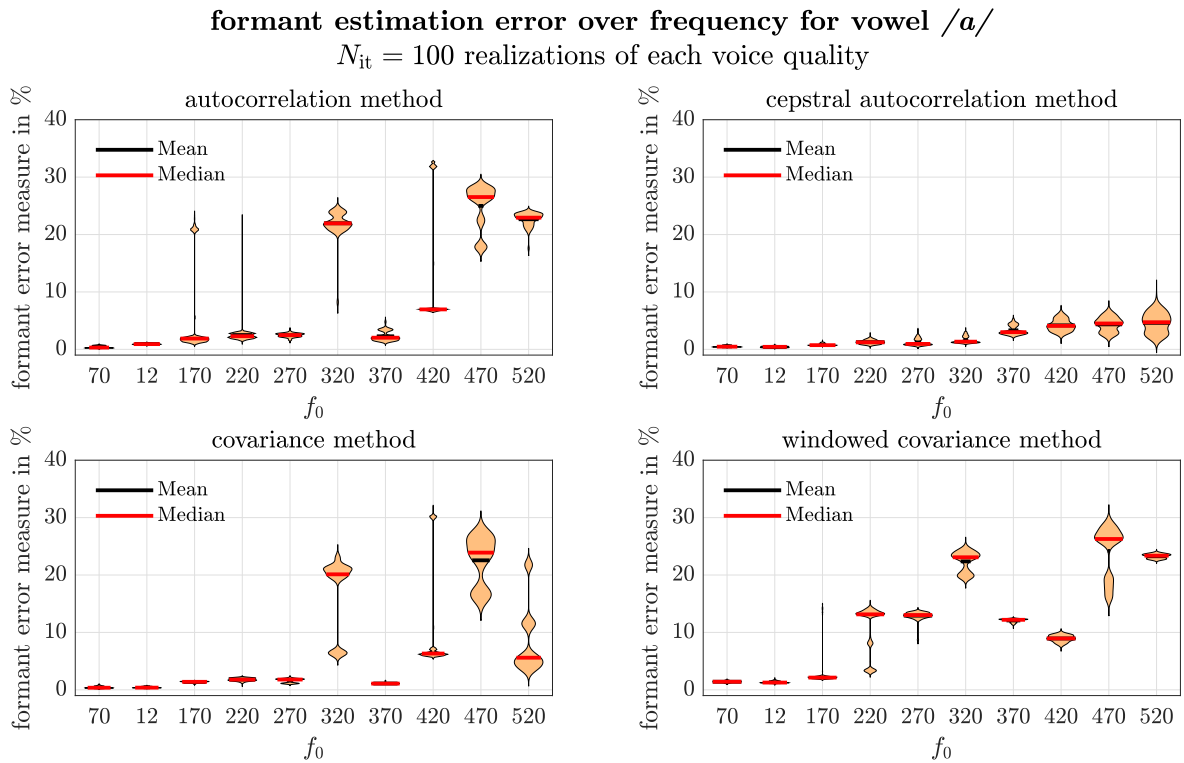 formant estimation error over frequency for vowel /a/
N_it = 100 realizations of each voice quality
autocorrelation method
formant error measure in %
40
30
20
10
0
Mean
Median
70 12 170 220 270 320 370 420 470 520
f_0
cepstral autocorrelation method
formant error measure in %
40
30
20
10
0
Mean
Median
70 12 170 220 270 320 370 420 470 520
f_0
covariance method
formant error measure in %
40
30
20
10
0
Mean
Median
70 12 170 220 270 320 370 420 470 520
f_0
windowed covariance method
formant error measure in %
40
30
20
10
0
Mean
Median
70 12 170 220 270 320 370 420 470 520
f_0